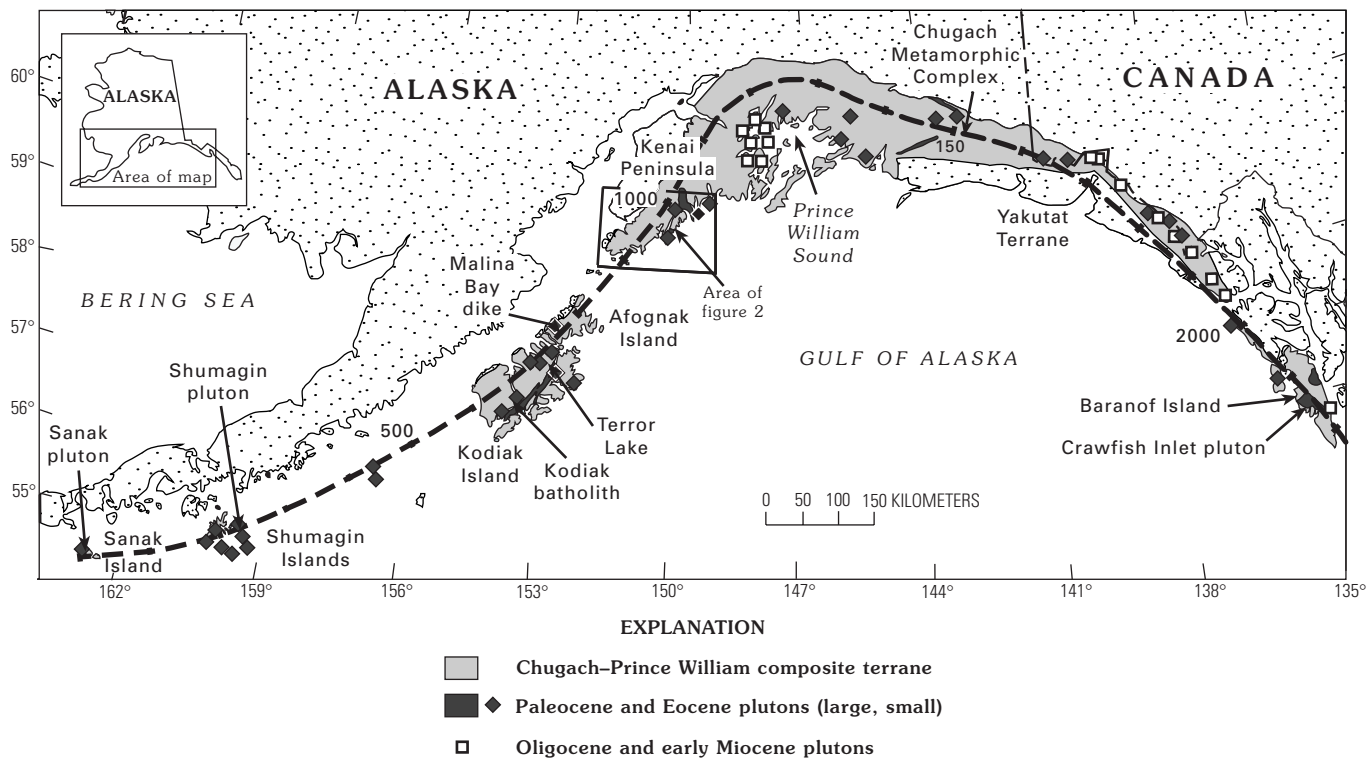 ALASKA
Area of map
60°
59°
58°
57°
56°
55°
ALASKA
CANADA
Chugach
Metamorphic
Complex
Kenai
Peninsula
150
1000
Prince
William
Sound
Yakutat
Terrane
Malina
Bay
dike
Area of
figure 2
BERING SEA
Afognak
Island
GULF OF ALASKA
2000
Shumagin
pluton
Baranof Island
Crawfish Inlet pluton
Sanak
pluton
500
Terror
Lake
Kodiak
Island
Kodiak
batholith
0 50 100 150 KILOMETERS
Sanak
Island
Shumagin
Islands
162° 159° 156° 153° 150° 147° 144° 141° 138° 135°
EXPLANATION
Chugach–Prince William composite terrane
Paleocene and Eocene plutons (large, small)
Oligocene and early Miocene plutons